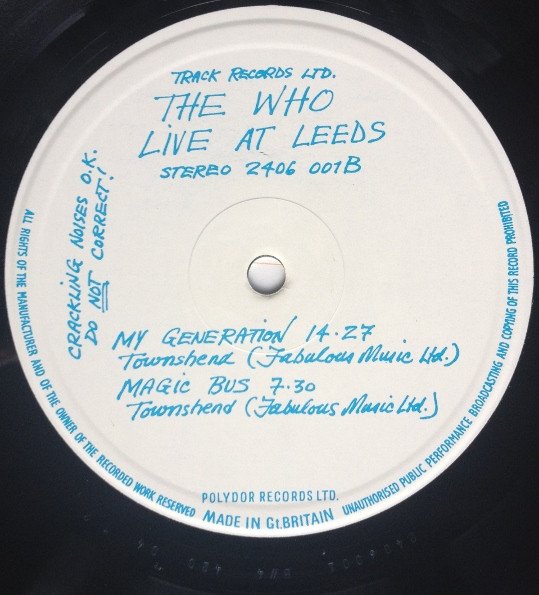 TRACK RECORDS LTD.
THE WHO
LIVE AT LEEDS
STEREO 2406 001B
CRACKLING NOISES O.K.
DO NOT CORRECT!
MY GENERATION 14.27
Townshend (Fabulous Music Ltd.)
MAGIC BUS 7.30
Townshend (Fabulous Music Ltd.)
POLYDOR RECORDS LTD.
ALL RIGHTS OF THE MANUFACTURER AND OF THE OWNER OF THE RECORDED WORK RESERVED MADE IN Gt.BRITAIN UNAUTHORISED PUBLIC PERFORMANCE BROADCASTING AND COPYING OF THIS RECORD PROHIBITED